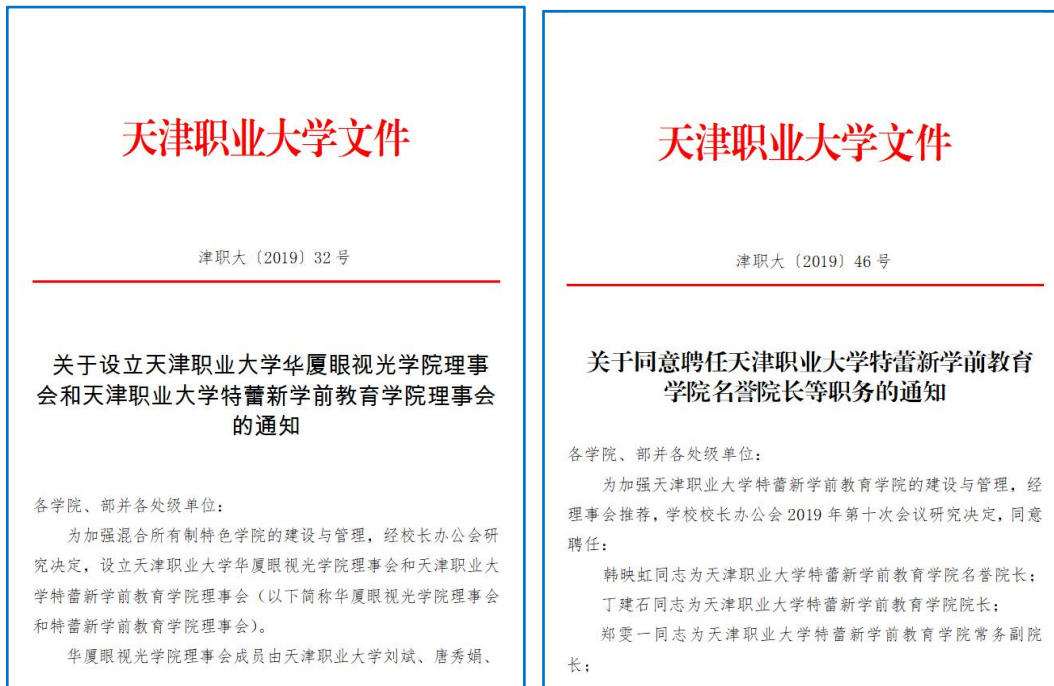 天津职业大学文件
津职大〔2019〕32 号
关于设立天津职业大学华厦眼视光学院理事
会和天津职业大学特蕾新学前教育学院理事会
的通知
各学院、部并各处级单位：
为加强混合所有制特色学院的建设与管理，经校长办公会研
究决定，设立天津职业大学华厦眼视光学院理事会和天津职业大
学特蕾新学前教育学院理事会（以下简称华厦眼视光学院理事会
和特蕾新学前教育学院理事会）。
华厦眼视光学院理事会成员由天津职业大学刘斌、唐秀娟、
天津职业大学文件
津职大〔2019〕46 号
关于同意聘任天津职业大学特蕾新学前教育
学院名誉院长等职务的通知
各学院、部并各处级单位：
为加强天津职业大学特蕾新学前教育学院的建设与管理，经
理事会推荐，学校校长办公会 2019 年第十次会议研究决定，同意
聘任：
韩映虹同志为天津职业大学特蕾新学前教育学院名誉院长；
丁建石同志为天津职业大学特蕾新学前教育学院院长；
郑雯一同志为天津职业大学特蕾新学前教育学院常务副院
长；